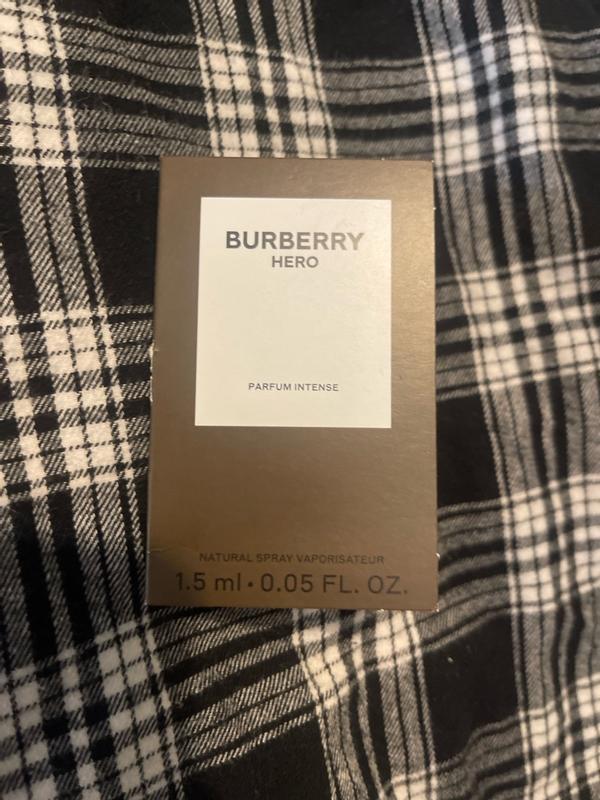 BURBERRY
HERO
PARFUM INTENSE
NATURAL SPRAY VAPORISATEUR
1.5 ml • 0.05 FL. OZ.